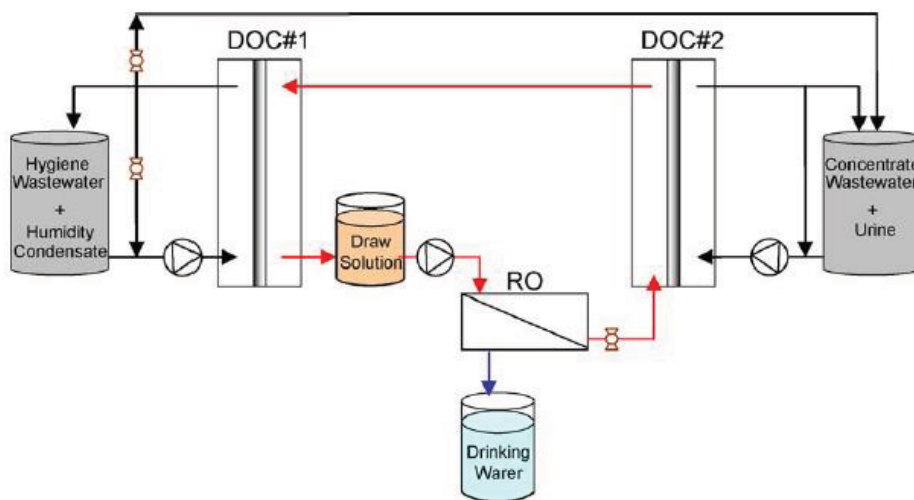 DOC#1
DOC#2
Hygiene
Wastewater
+
Humidity
Condensate
Draw
Solution
RO
Concentrate
Wastewater
+
Urine
Drinking
Warer